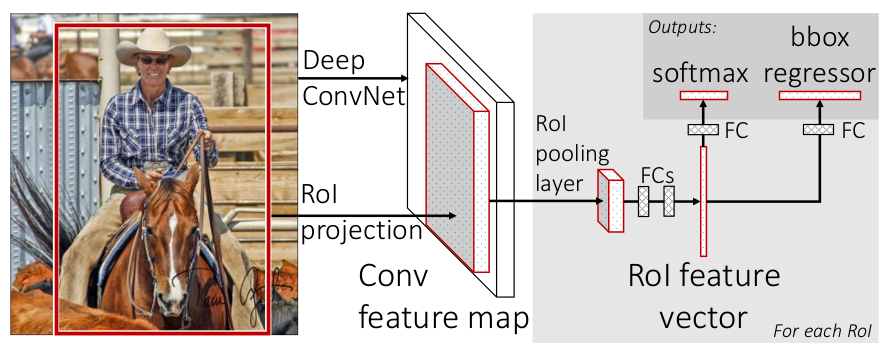 Deep
ConvNet
RoI
projection
Conv
feature map
RoI
pooling
layer
FCs
RoI feature
vector
Outputs:
softmax
bbox
regressor
FC
FC
For each RoI